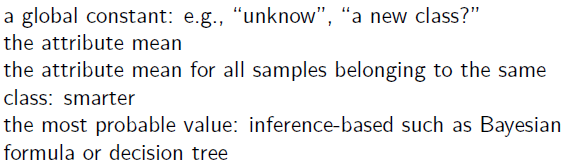 a global constant: e.g., “unknow”, “a new class?”
the attribute mean
the attribute mean for all samples belonging to the same
class: smarter
the most probable value: inference-based such as Bayesian
formula or decision tree